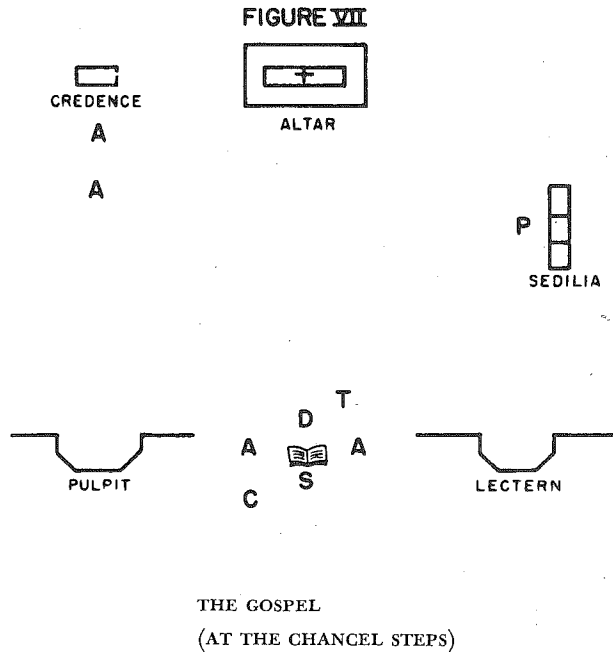 FIGURE VII
CREDENCE
ALTAR
A
A
P
SEDILIA
T
D
A A
S
C
PULPIT
LECTERN
THE GOSPEL
(AT THE CHANCEL STEPS)